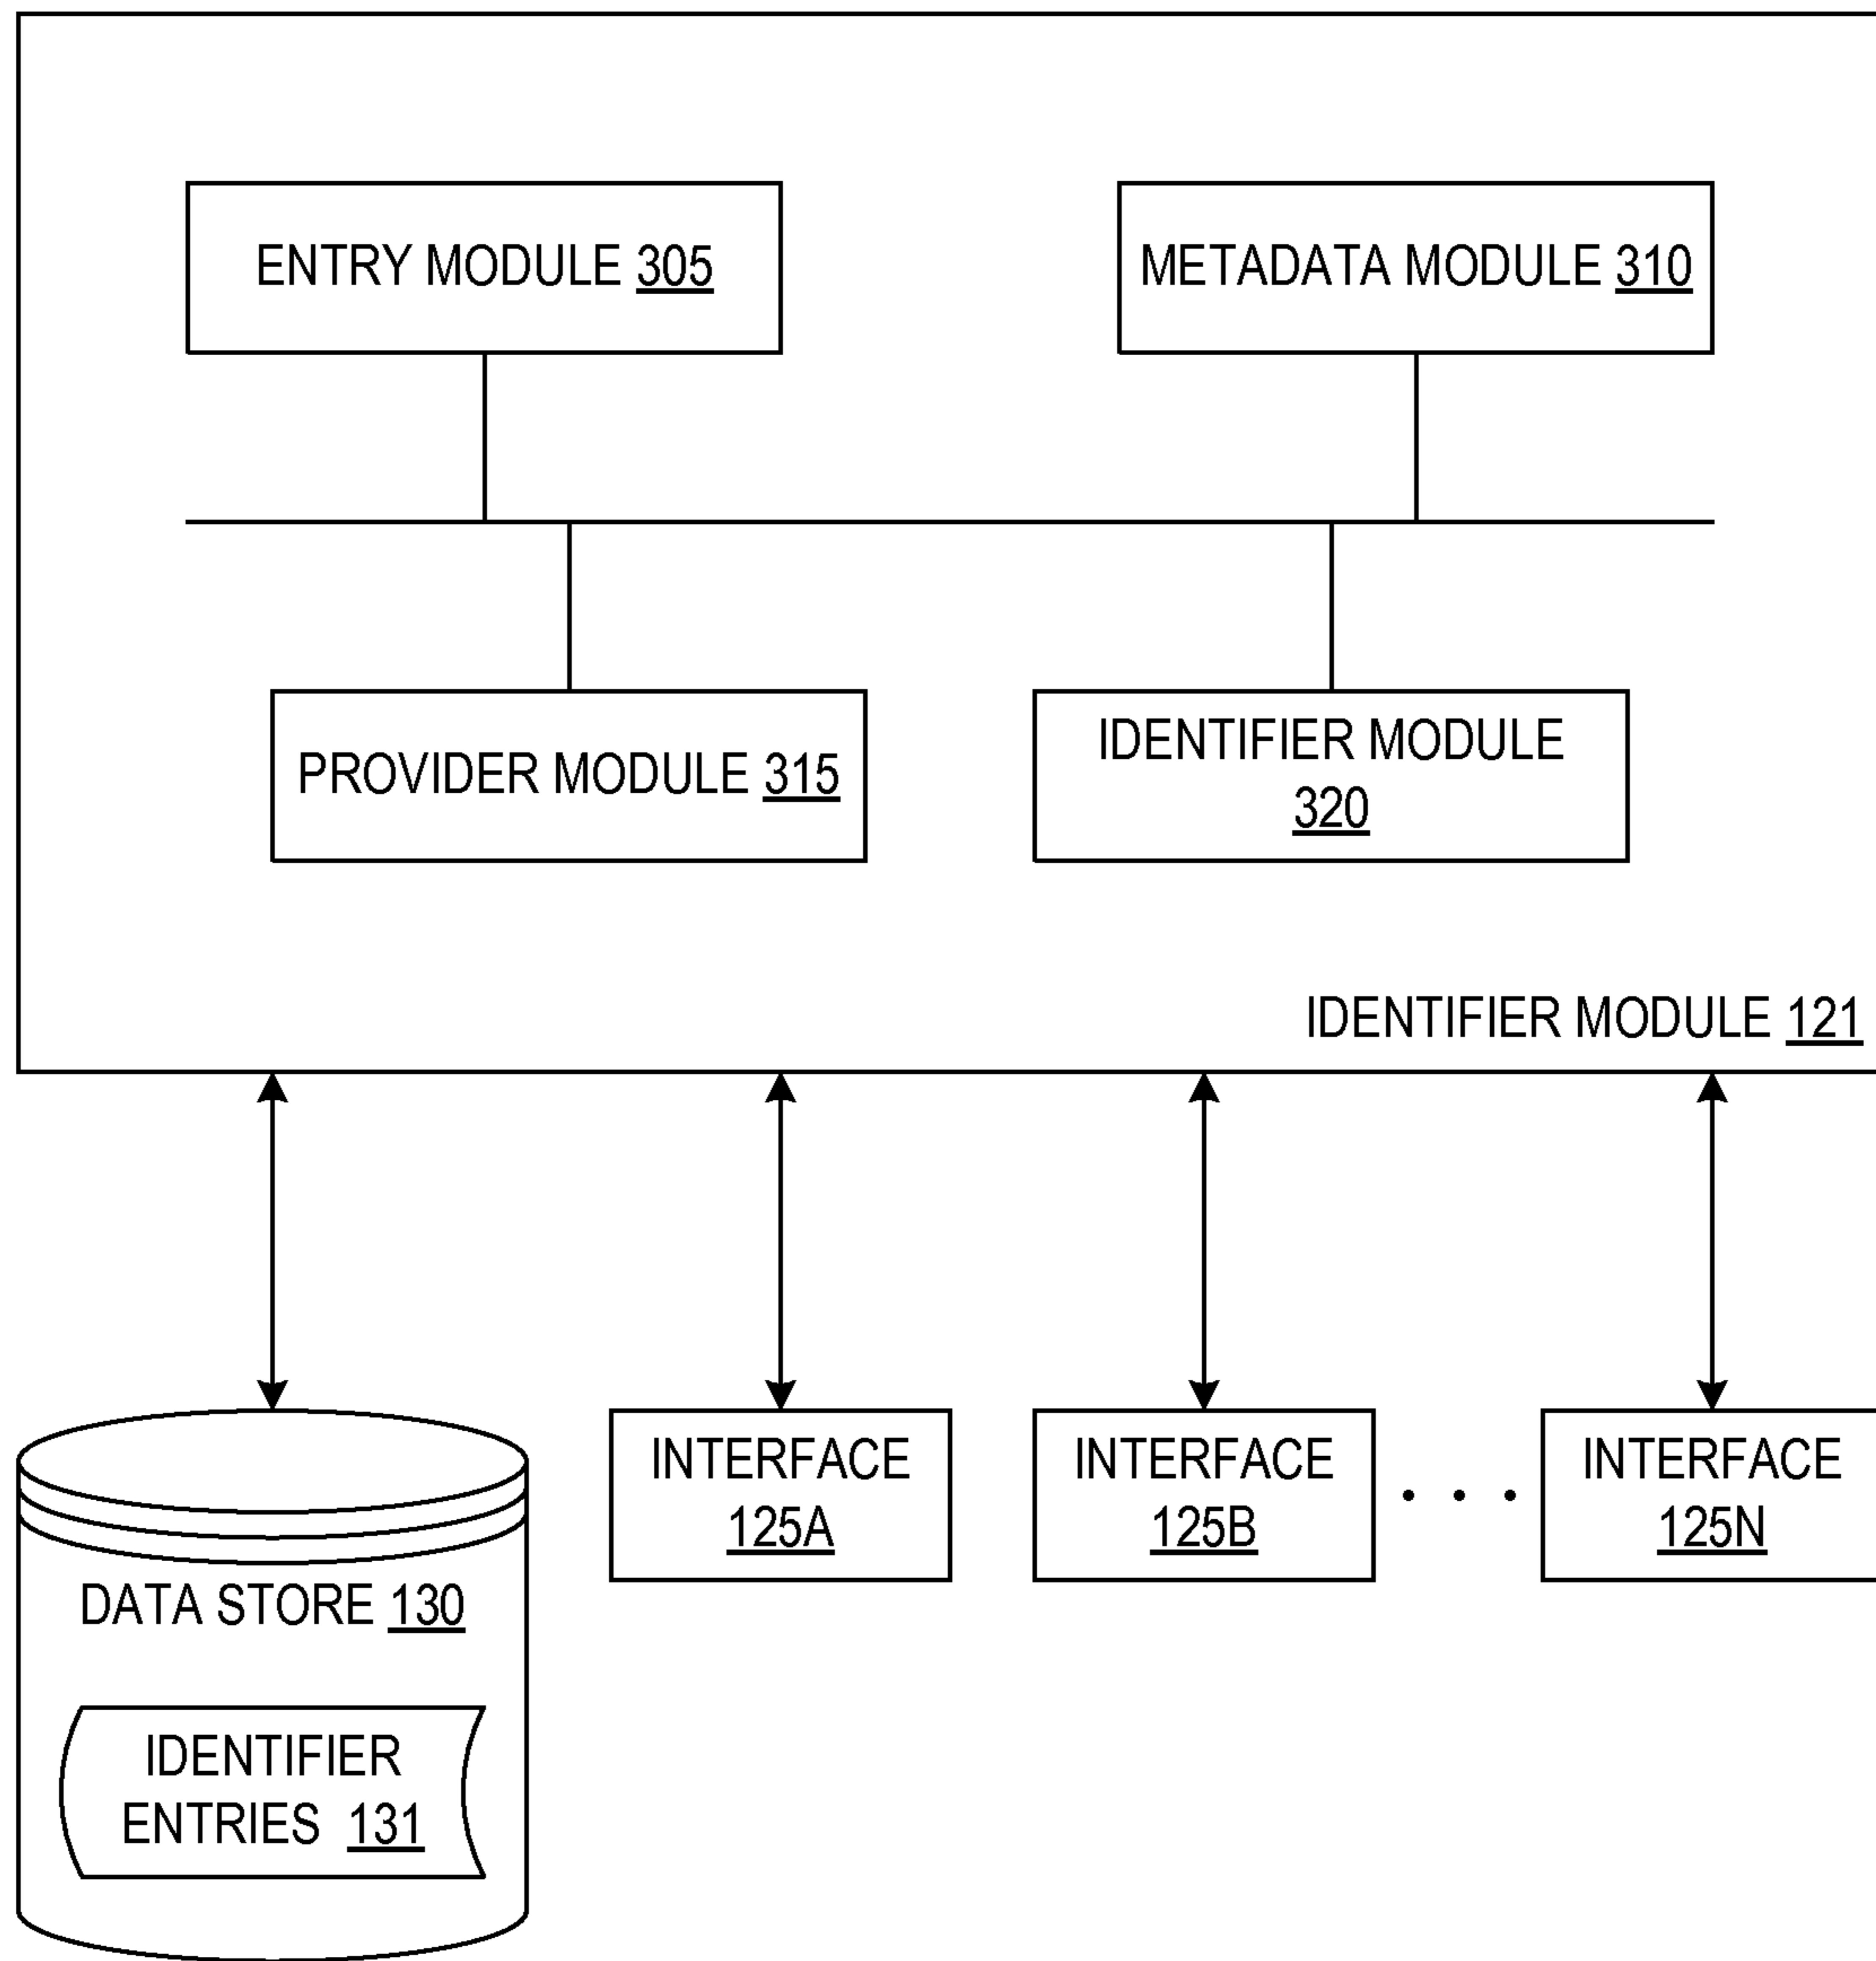 ENTRY MODULE 305
METADATA MODULE 310
PROVIDER MODULE 315
IDENTIFIER MODULE
320
IDENTIFIER MODULE 121
INTERFACE
125A
INTERFACE
125B
. . .
INTERFACE
125N
DATA STORE 130
IDENTIFIER
ENTRIES 131